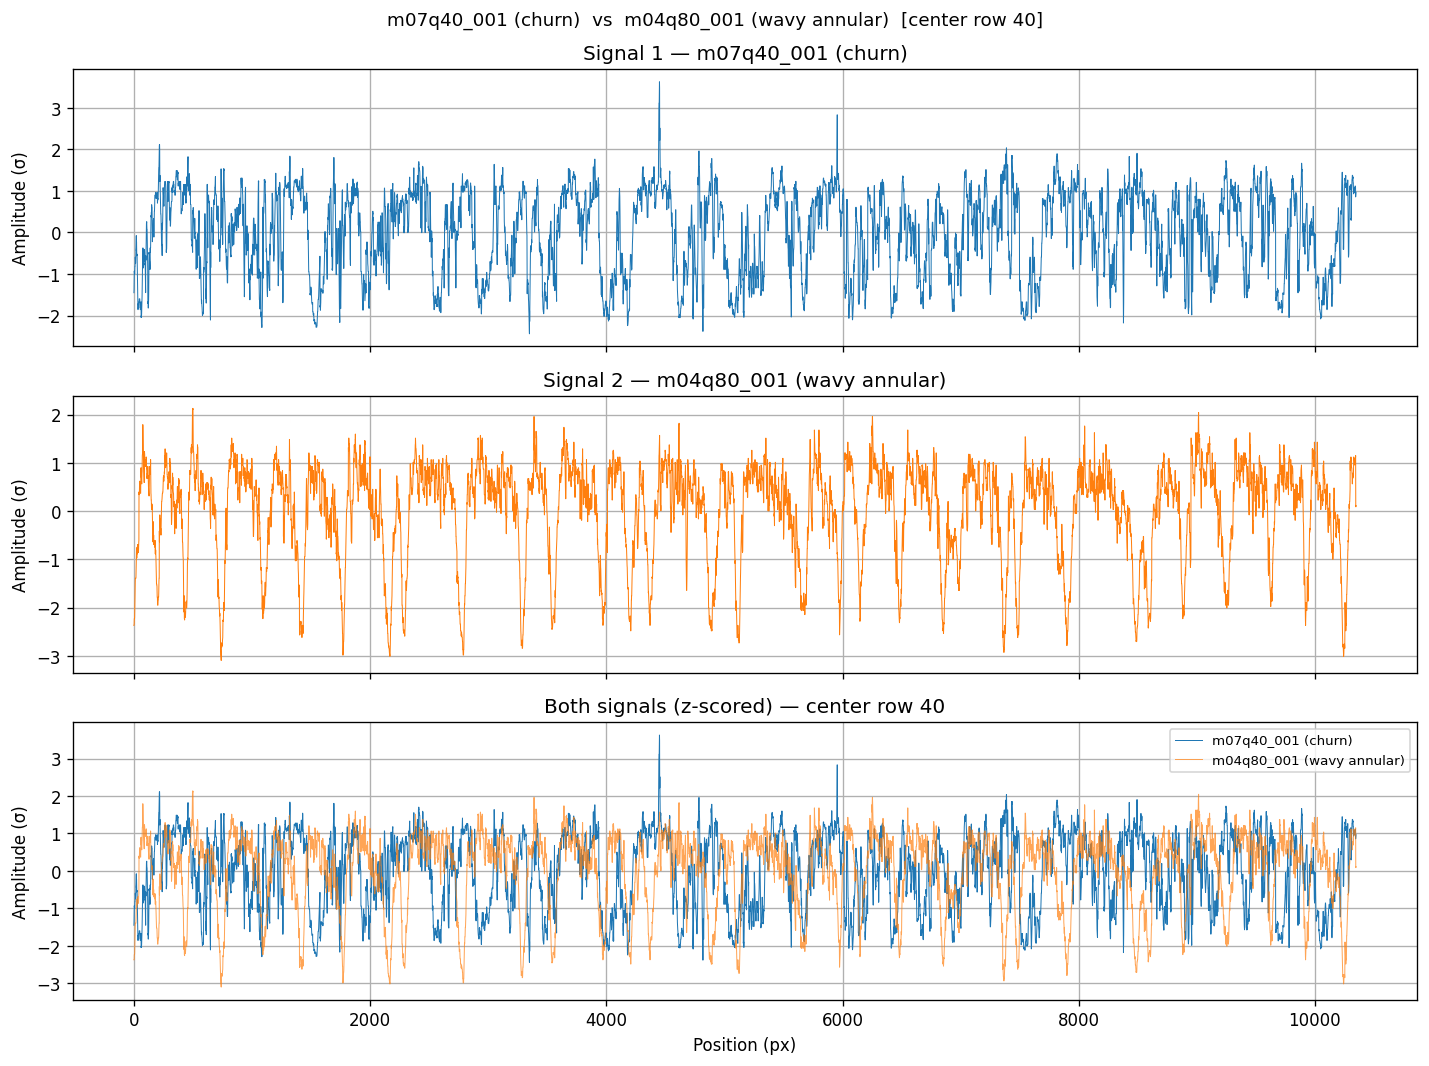 m07q40_001 (churn)  vs  m04q80_001 (wavy annular)  [center row 40]
Signal 1 — m07q40_001 (churn)
3
2
1
0
−1
−2
Amplitude (σ)
Signal 2 — m04q80_001 (wavy annular)
2
1
0
−1
−2
−3
Amplitude (σ)
Both signals (z-scored) — center row 40
m07q40_001 (churn)
m04q80_001 (wavy annular)
3
2
1
0
−1
−2
−3
Amplitude (σ)
0 2000 4000 6000 8000 10000
Position (px)